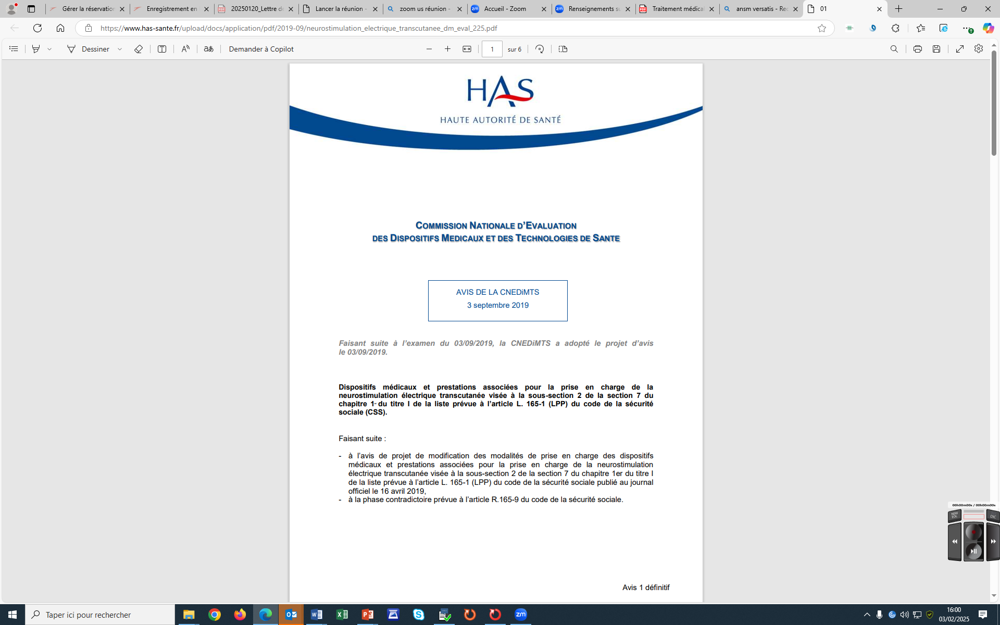 Gérer la réservation
Enregistrement en
20250120_Lettre de
Lancer la réunion -
zoom us réunion -
zm
Accueil - Zoom
zm
Renseignements su
Traitement médical
ansm versatis - Rec
01
https://www.has-sante.fr/upload/docs/application/pdf/2019-09/neurostimulation_electrique_transcutanee_dm_eval_225.pdf
Dessiner
Demander à Copilot
1
sur 6
HAS
HAUTE AUTORITÉ DE SANTÉ
COMMISSION NATIONALE D’EVALUATION
DES DISPOSITIFS MEDICAUX ET DES TECHNOLOGIES DE SANTE
AVIS DE LA CNEDiMTS
3 septembre 2019
Faisant suite à l’examen du 03/09/2019, la CNEDiMTS a adopté le projet d’avis
le 03/09/2019.
Dispositifs médicaux et prestations associées pour la prise en charge de la
neurostimulation électrique transcutanée visée à la sous-section 2 de la section 7 du
chapitre 1er du titre I de la liste prévue à l’article L. 165-1 (LPP) du code de la sécurité
sociale (CSS).
Faisant suite :
- à l’avis de projet de modification des modalités de prise en charge des dispositifs
médicaux et prestations associées pour la prise en charge de la neurostimulation
électrique transcutanée visée à la sous-section 2 de la section 7 du chapitre 1er du titre I
de la liste prévue à l’article L. 165-1 (LPP) du code de la sécurité sociale publié au journal
officiel le 16 avril 2019,
- à la phase contradictoire prévue à l’article R.165-9 du code de la sécurité sociale.
Avis 1 définitif
00h00m00s / 00h00m00s
NEW
EOL
DIC
Taper ici pour rechercher
zm
16:00
03/02/2025